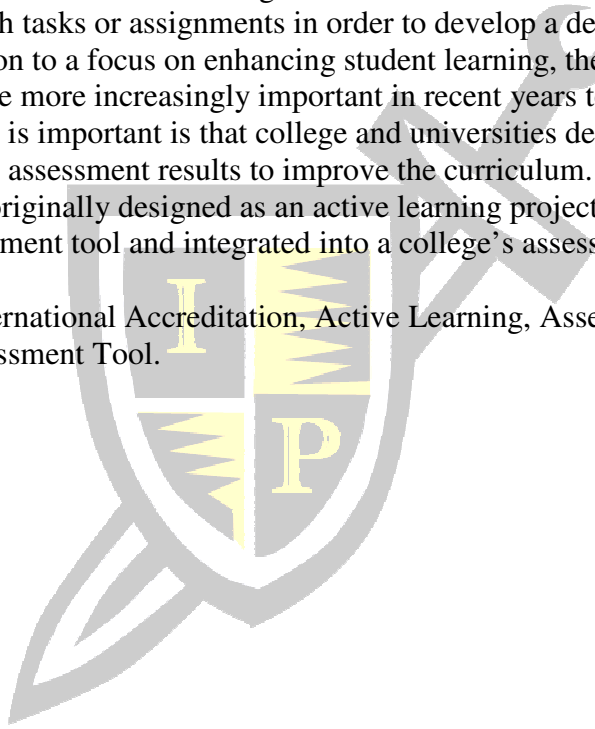 h tasks or assignments in order to develop a de
on to a focus on enhancing student learning, the
e more increasingly important in recent years t
is important is that college and universities de
assessment results to improve the curriculum.
originally designed as an active learning project
ment tool and integrated into a college's assess
ernational Accreditation, Active Learning, Asse
essment Tool.
I
P